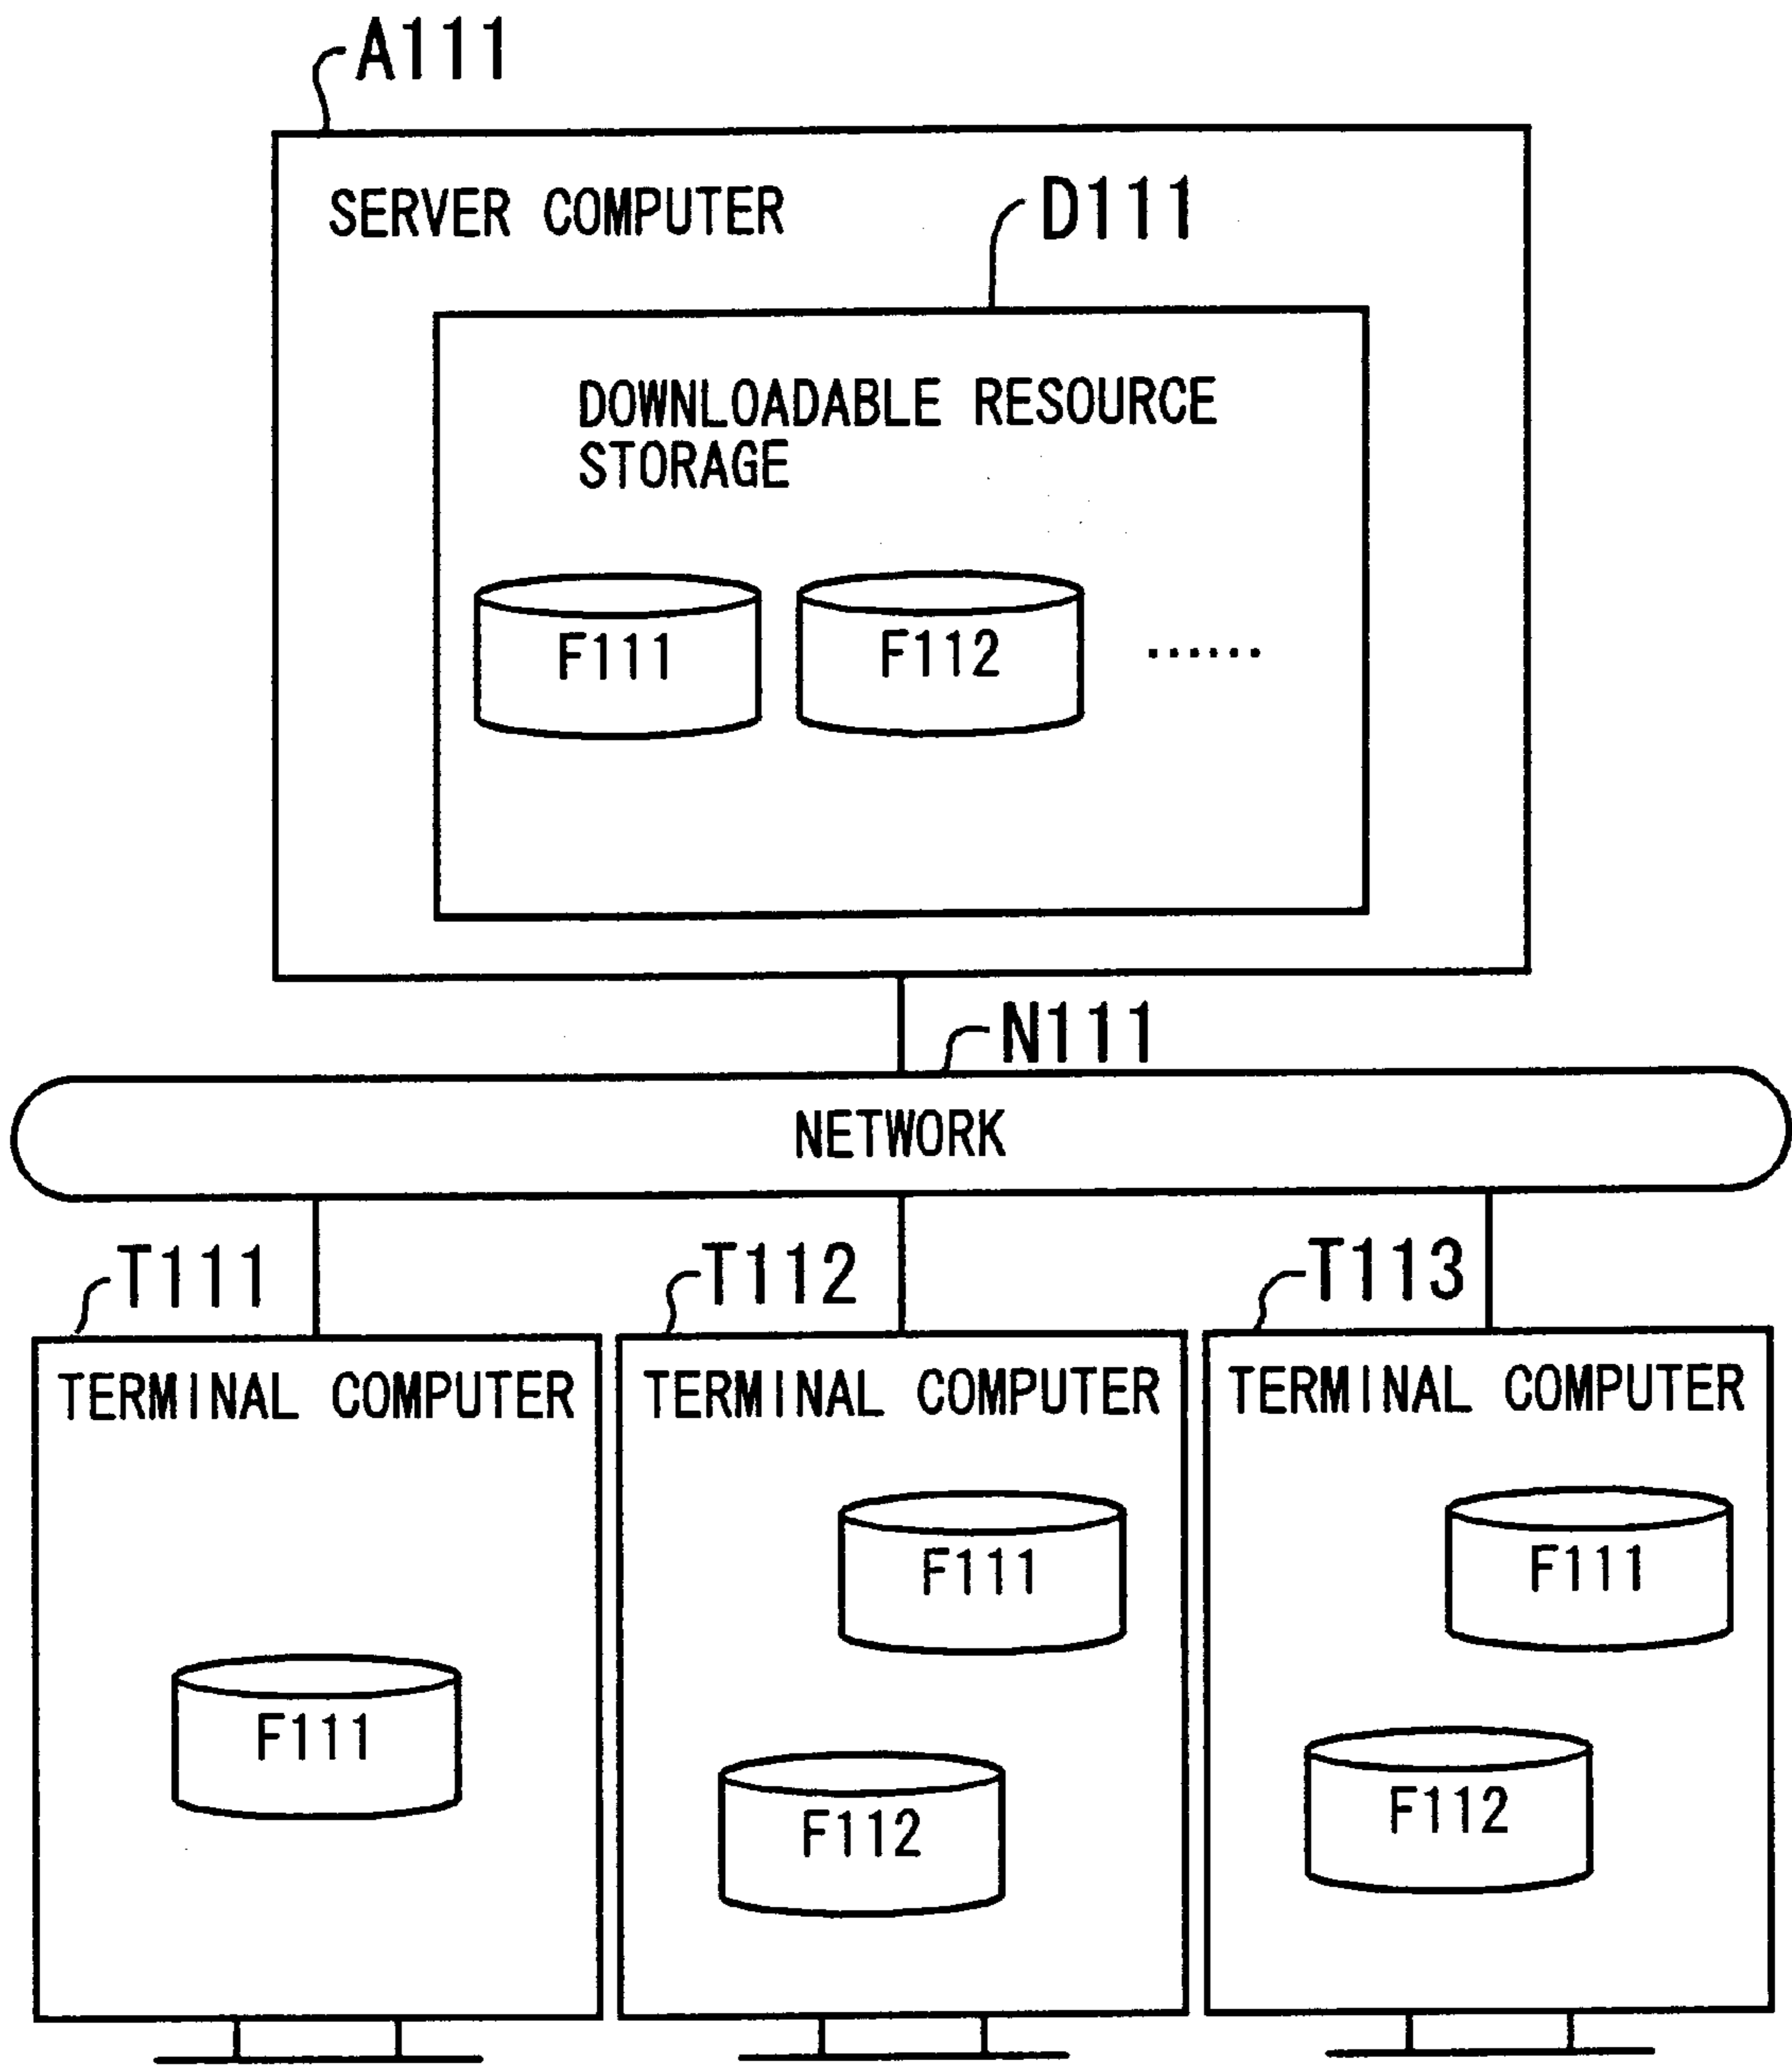 A111
SERVER COMPUTER
D111
DOWNLOADABLE RESOURCE
STORAGE
F111
F112
......
N111
NETWORK
T111
T112
T113
TERMINAL COMPUTER
TERMINAL COMPUTER
TERMINAL COMPUTER
F111
F111
F111
F112
F112